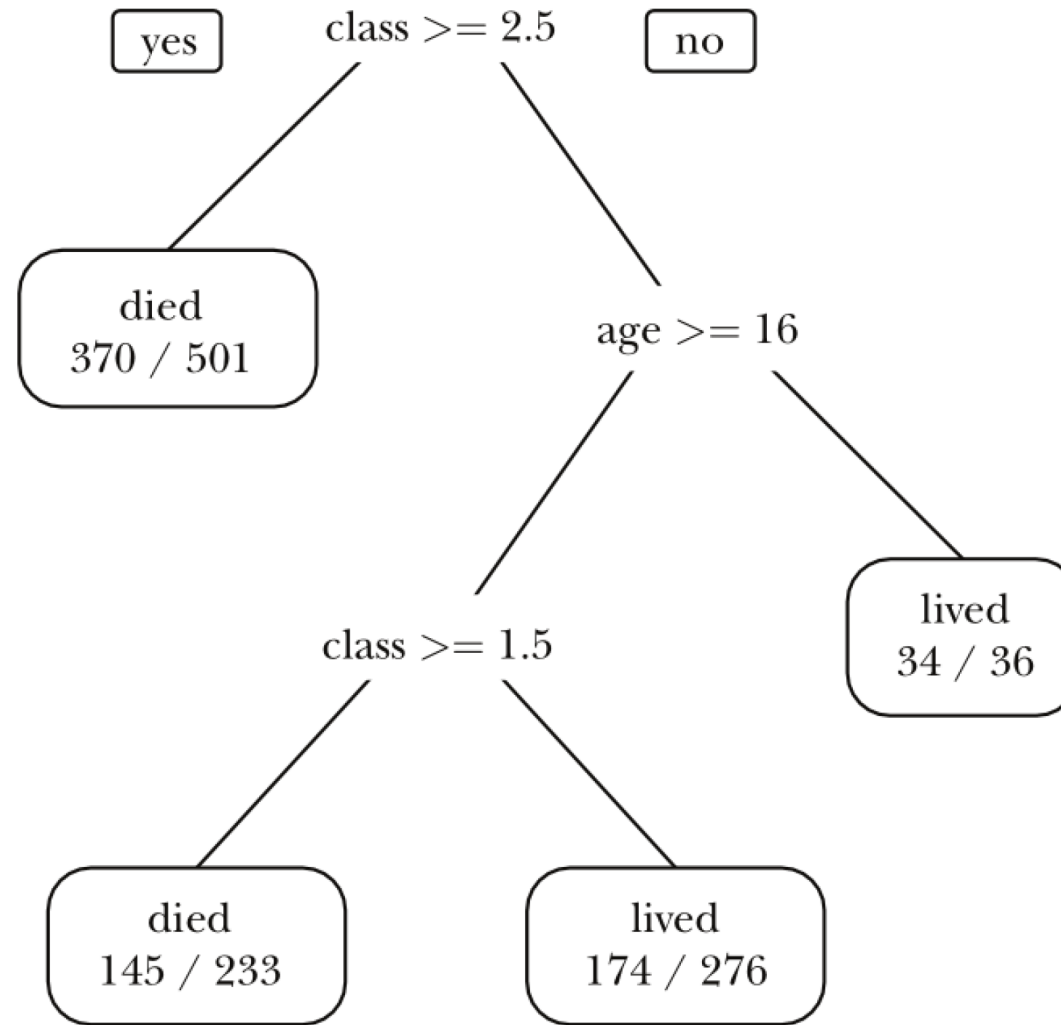 yes
class >= 2.5
no
died
370 / 501
age >= 16
lived
34 / 36
class >= 1.5
died
145 / 233
lived
174 / 276